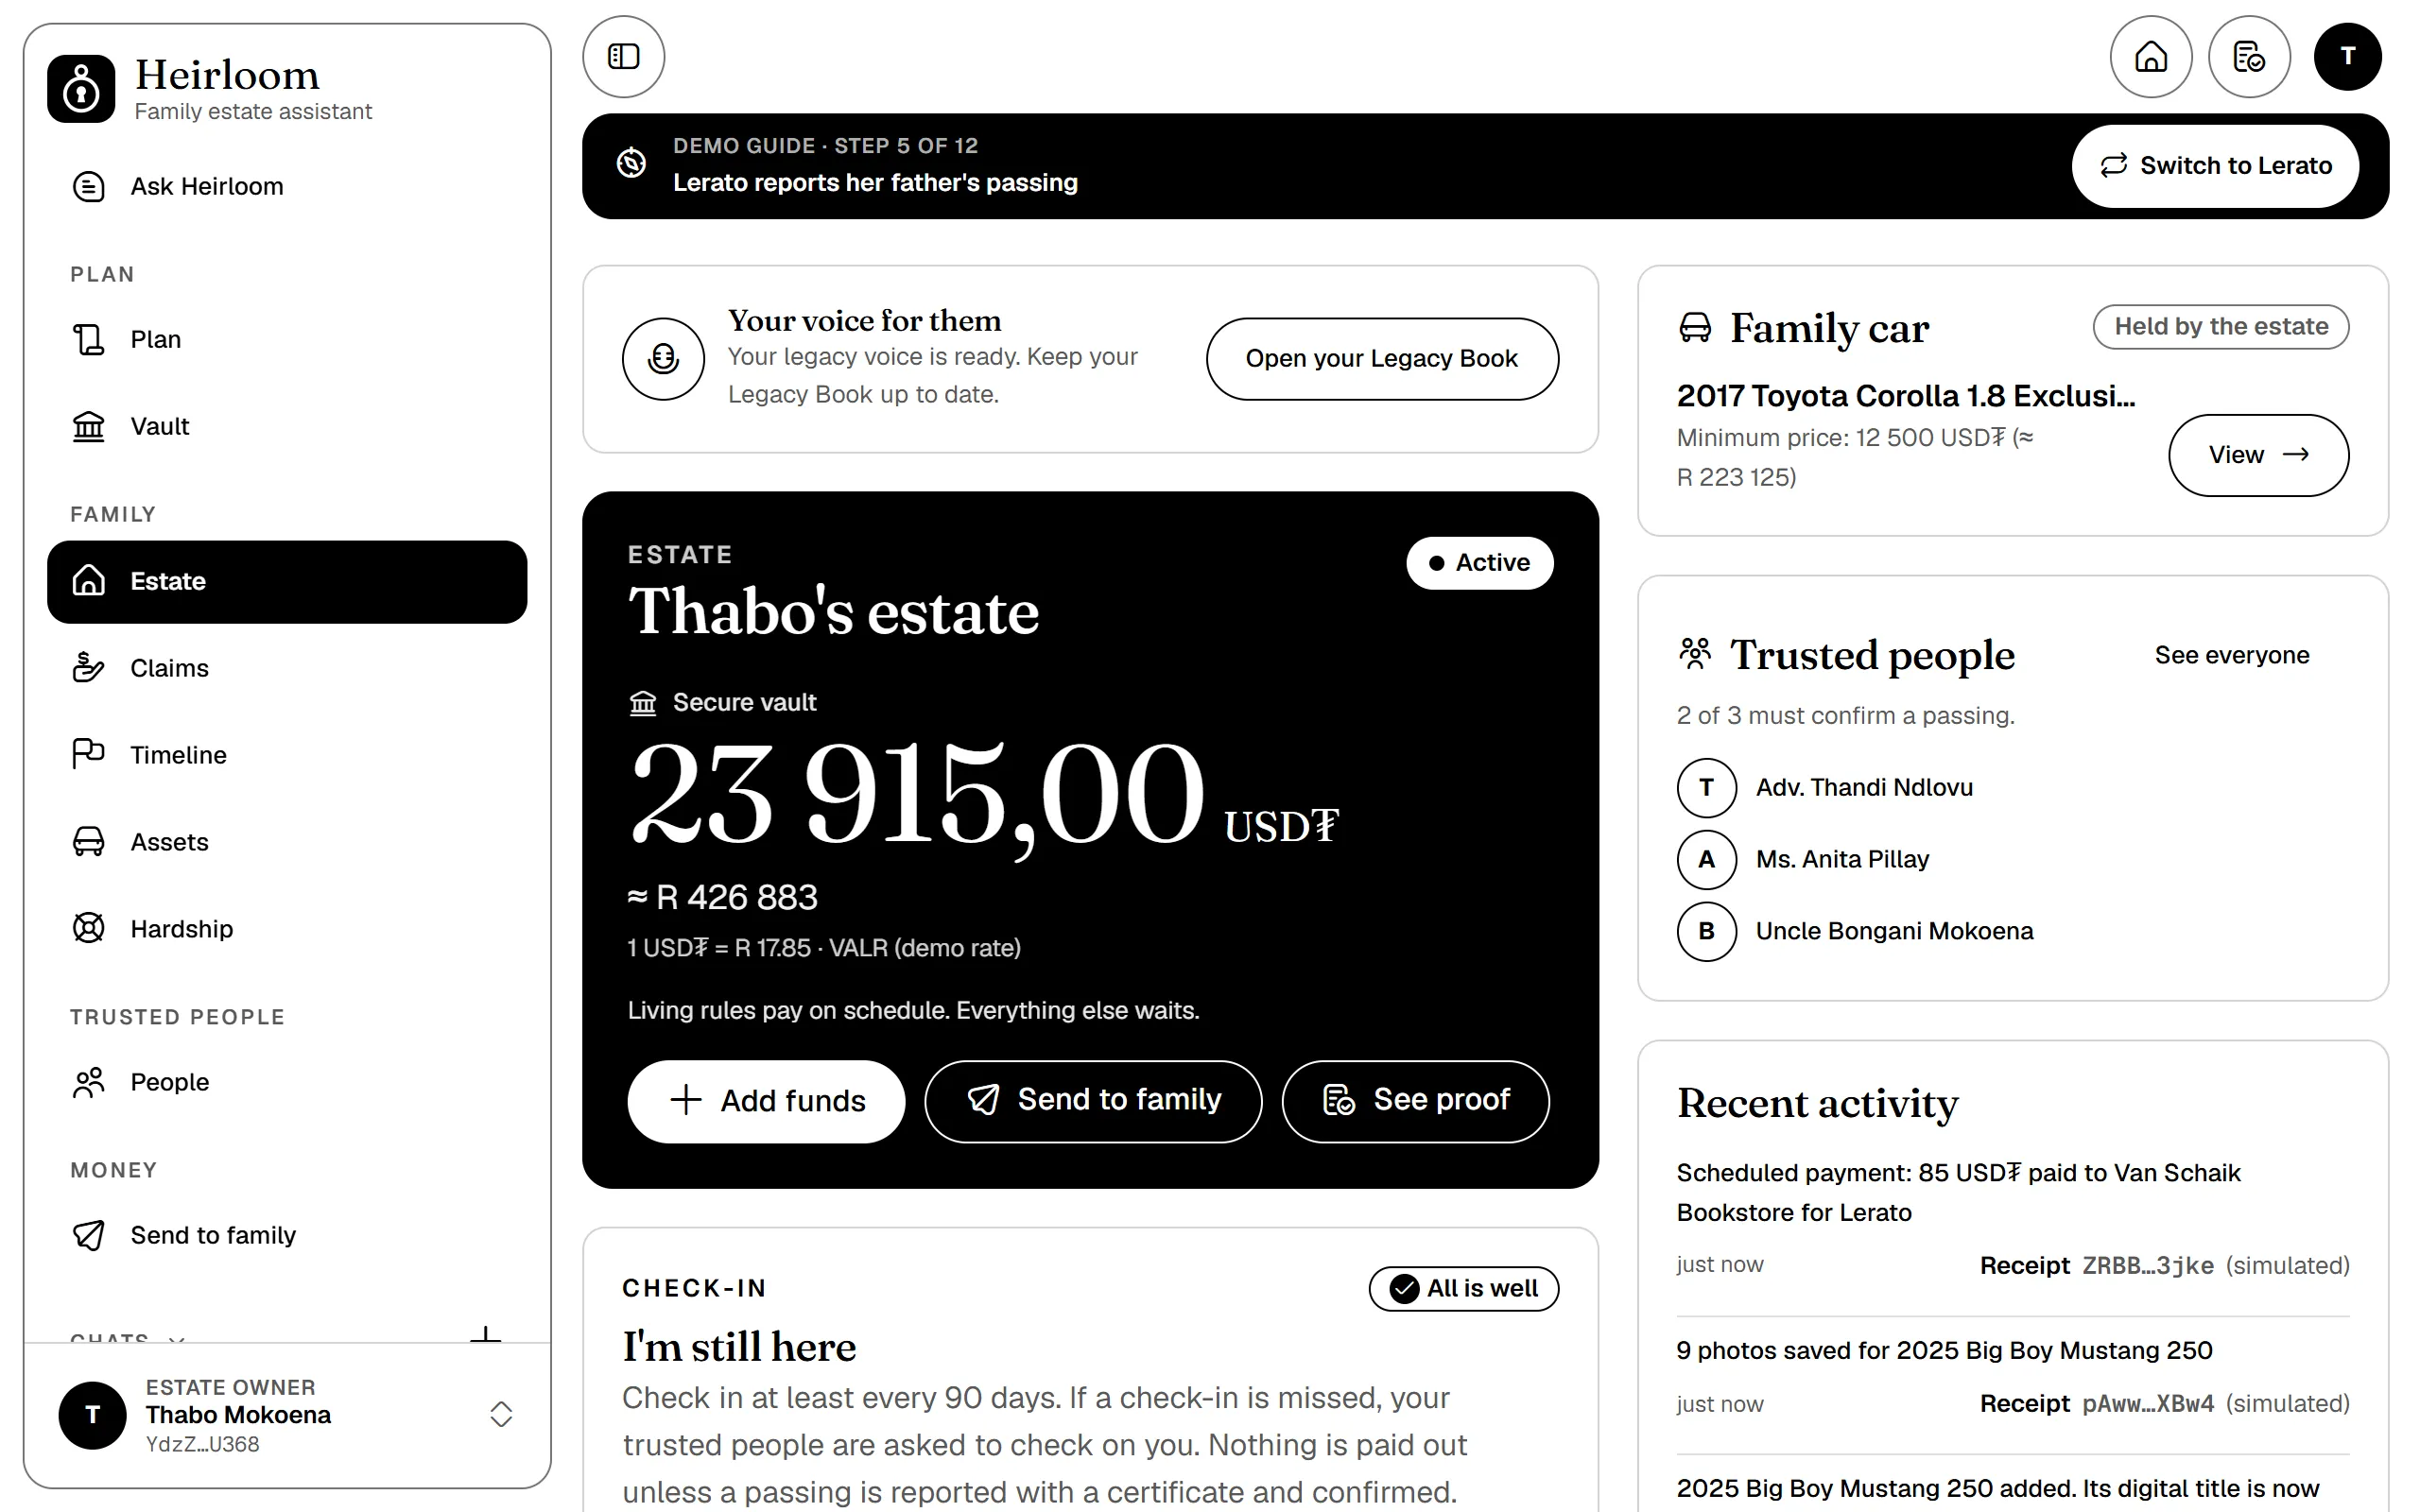 Heirloom
Family estate assistant
Ask Heirloom
PLAN
Plan
Vault
FAMILY
Estate
Claims
Timeline
Assets
Hardship
TRUSTED PEOPLE
People
MONEY
Send to family
CHATS
T
ESTATE OWNER
Thabo Mokoena
YdzZ…U368
T
DEMO GUIDE · STEP 5 OF 12
Lerato reports her father's passing
Switch to Lerato
Your voice for them
Your legacy voice is ready. Keep your
Legacy Book up to date.
Open your Legacy Book
ESTATE
Active
Thabo's estate
Secure vault
23 915,00 USD₮
≈ R 426 883
1 USD₮ = R 17.85 · VALR (demo rate)
Living rules pay on schedule. Everything else waits.
Add funds
Send to family
See proof
CHECK-IN
All is well
I'm still here
Check in at least every 90 days. If a check-in is missed, your
trusted people are asked to check on you. Nothing is paid out
unless a passing is reported with a certificate and confirmed.
Family car
Held by the estate
2017 Toyota Corolla 1.8 Exclusi…
Minimum price: 12 500 USD₮ (≈
R 223 125)
View
Trusted people
See everyone
2 of 3 must confirm a passing.
T Adv. Thandi Ndlovu
A Ms. Anita Pillay
B Uncle Bongani Mokoena
Recent activity
Scheduled payment: 85 USD₮ paid to Van Schaik
Bookstore for Lerato
just now
Receipt ZRBB…3jke (simulated)
9 photos saved for 2025 Big Boy Mustang 250
just now
Receipt pAww…XBw4 (simulated)
2025 Big Boy Mustang 250 added. Its digital title is now